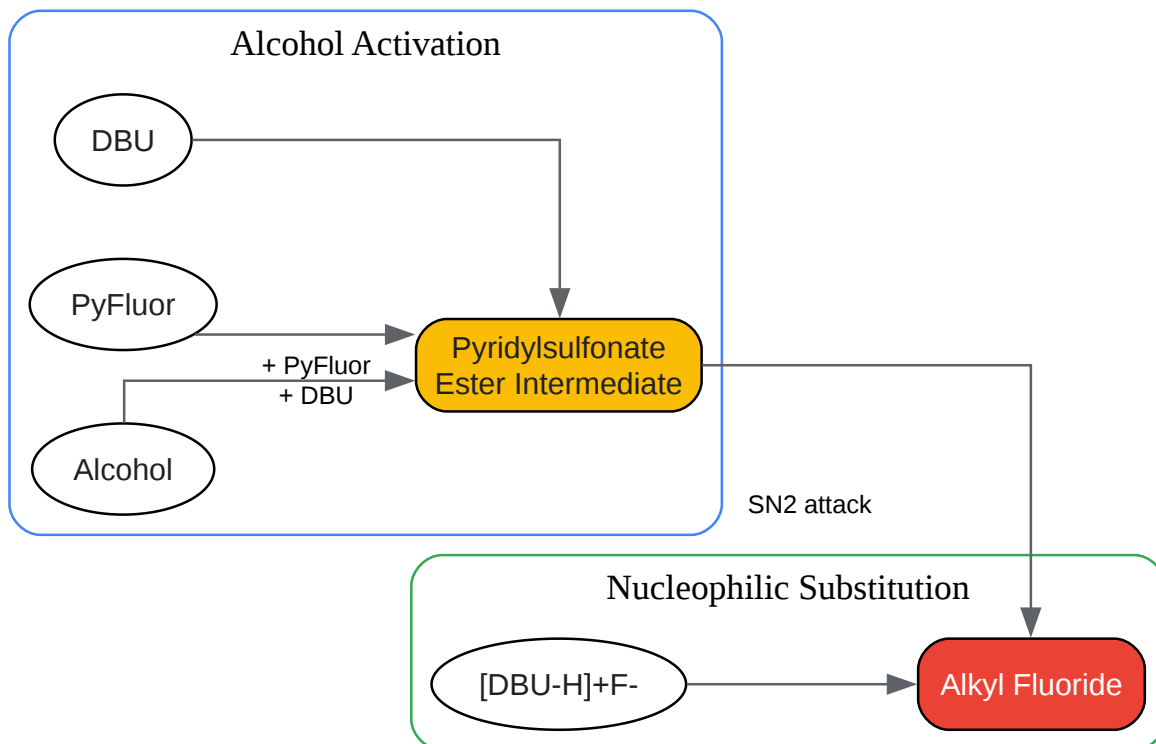 Alcohol Activation
DBU
PyFluor
+ PyFluor
+ DBU
Pyridylsulfonate
Ester Intermediate
Alcohol
SN2 attack
Nucleophilic Substitution
[DBU-H]+F-
Alkyl Fluoride